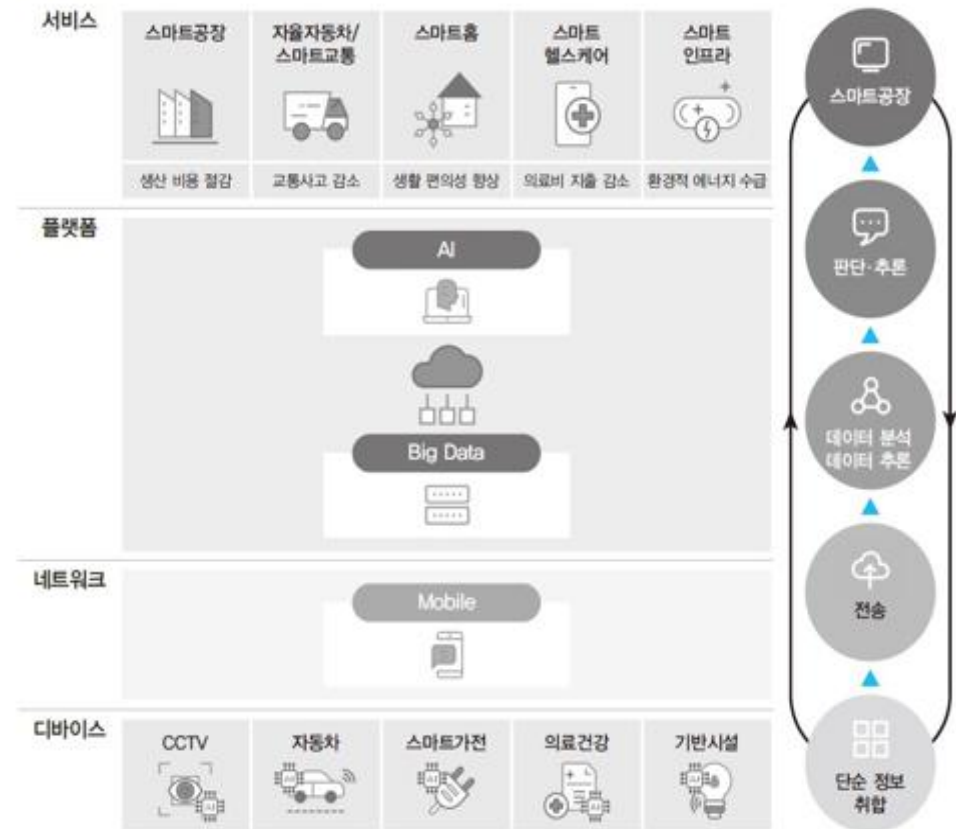 서비스
스마트공장
자율자동차/
스마트교통
스마트홈
스마트
헬스케어
스마트
인프라
생산 비용 절감
교통사고 감소
생활 편의성 향상
의료비 지출 감소
환경적 에너지 수급
플랫폼
AI
Big Data
네트워크
Mobile
디바이스
CCTV
자동차
스마트가전
의료건강
기반시설
스마트공장
판단·추론
데이터 분석
데이터 추론
전송
단순 정보
취합